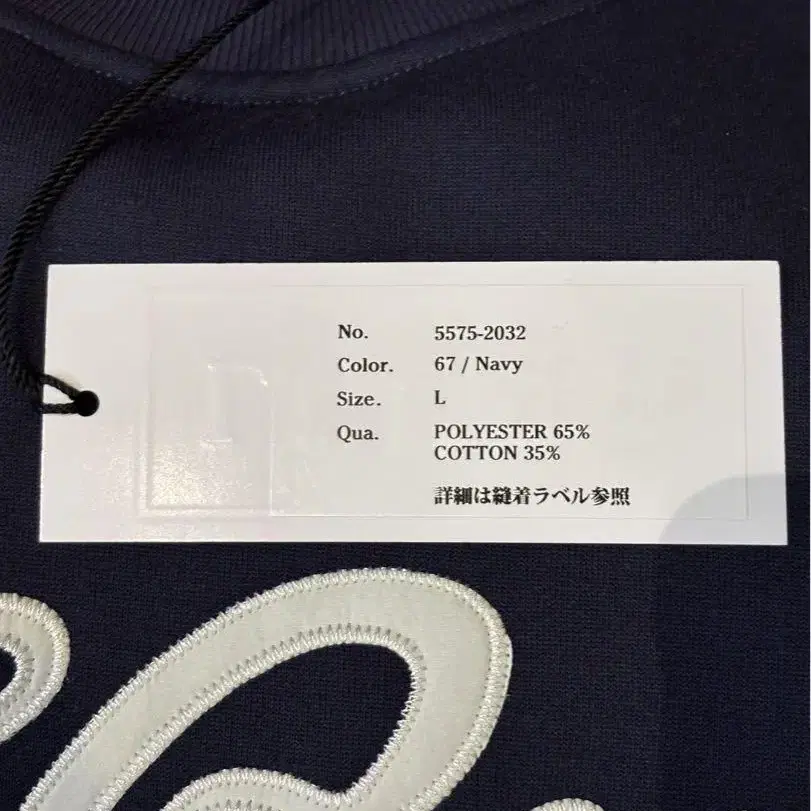 No. 5575-2032
Color. 67 / Navy
Size. L
Qua. POLYESTER 65%
COTTON 35%
詳細は縫着ラベル参照